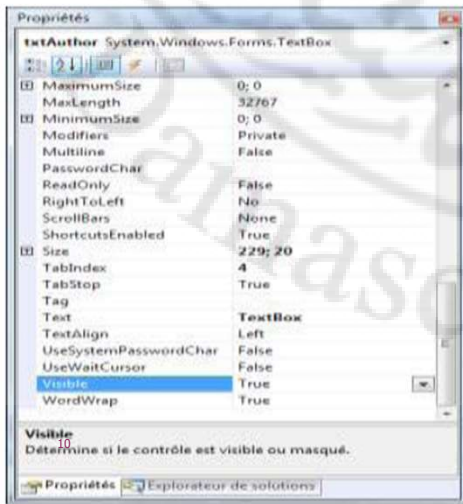 Propriétés
txtAuthor System.Windows.Forms.TextBox
MaximumSize 0; 0
MaxLength 32767
MinimumSize 0; 0
Modifiers Private
Multiline False
PasswordChar
ReadOnly False
RightToLeft No
ScrollBars None
ShortcutsEnabled True
Size 229; 20
TabIndex 4
TabStop True
Tag
Text TextBox
TextAlign Left
UseSystemPasswordChar False
UseWaitCursor False
Visible True
WordWrap True
Visible
10
Détermine si le contrôle est visible ou masqué.
Propriétés Explorateur de solutions